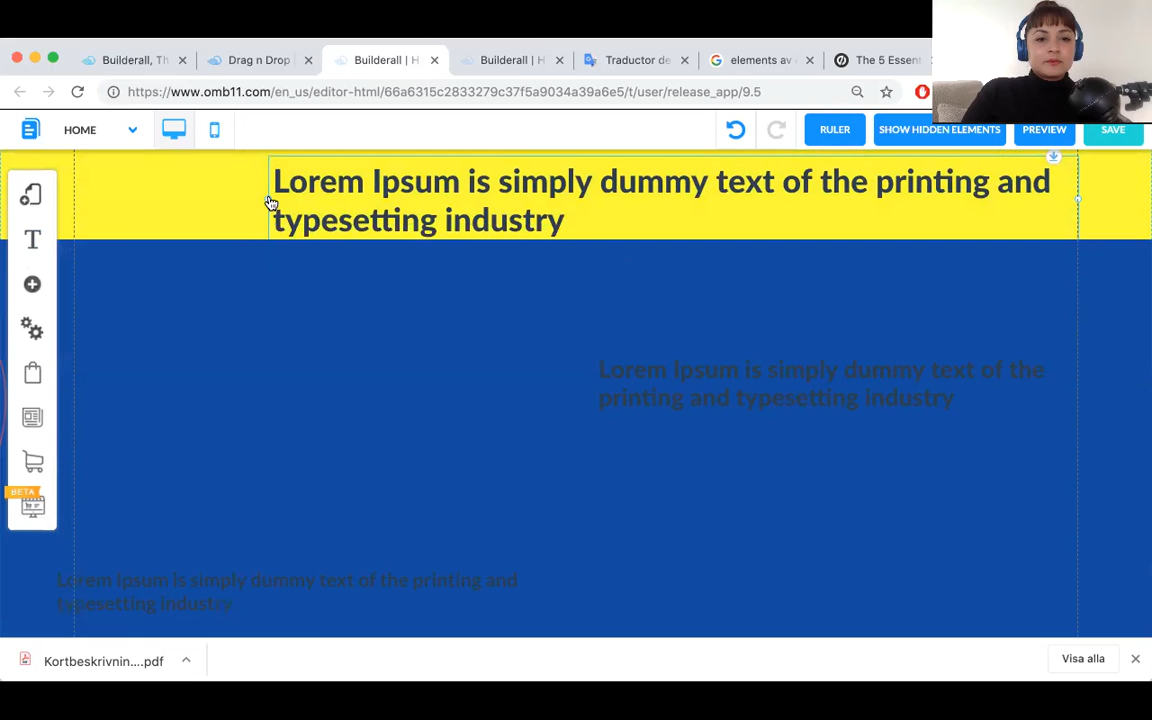 Builderall, Th
Drag n Drop
Builderall | H
Builderall | H
Traductor de
elements av
The 5 Essen
https://www.omb11.com/en_us/editor-html/66a6315c2833279c37f5a9034a39a6e5/t/user/release_app/9.5
HOME
RULER
SHOW HIDDEN ELEMENTS
PREVIEW
SAVE
Lorem Ipsum is simply dummy text of the printing and
typesetting industry
T
Lorem Ipsum is simply dummy text of the
printing and typesetting industry
BETA
Lorem Ipsum is simply dummy text of the printing and
typesetting industry
Kortbeskrivnin....pdf
Visa alla